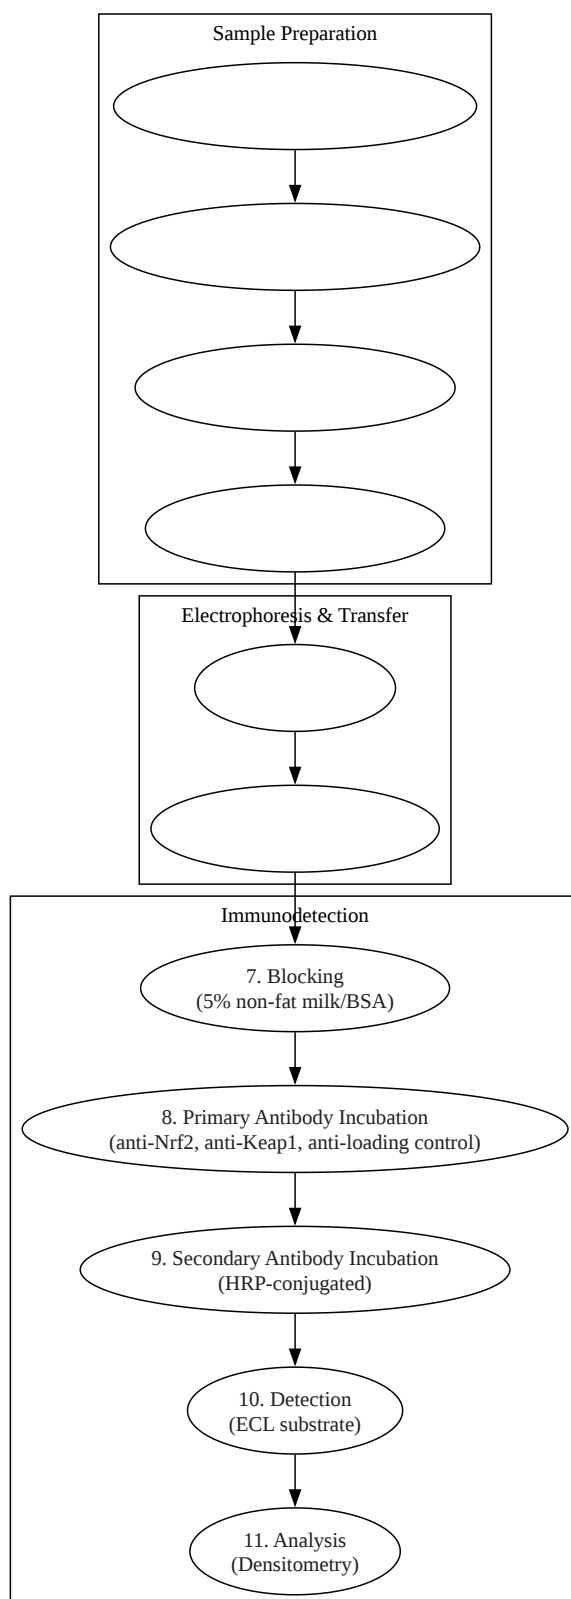 Sample Preparation
Electrophoresis & Transfer
Immunodetection
7. Blocking
(5% non-fat milk/BSA)
8. Primary Antibody Incubation
(anti-Nrf2, anti-Keap1, anti-loading control)
9. Secondary Antibody Incubation
(HRP-conjugated)
10. Detection
(ECL substrate)
11. Analysis
(Densitometry)